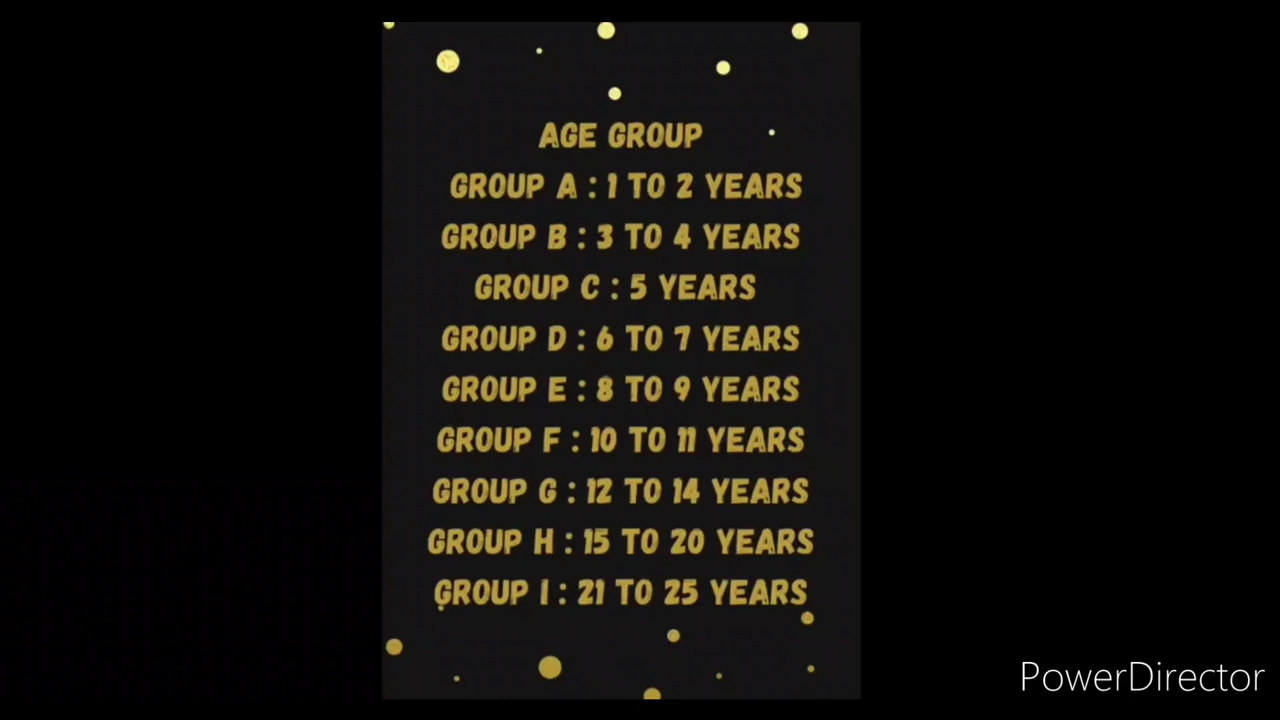 AGE GROUP
GROUP A : 1 TO 2 YEARS
GROUP B : 3 TO 4 YEARS
GROUP C : 5 YEARS
GROUP D : 6 TO 7 YEARS
GROUP E : 8 TO 9 YEARS
GROUP F : 10 TO 11 YEARS
GROUP G : 12 TO 14 YEARS
GROUP H : 15 TO 20 YEARS
GROUP I : 21 TO 25 YEARS
PowerDirector